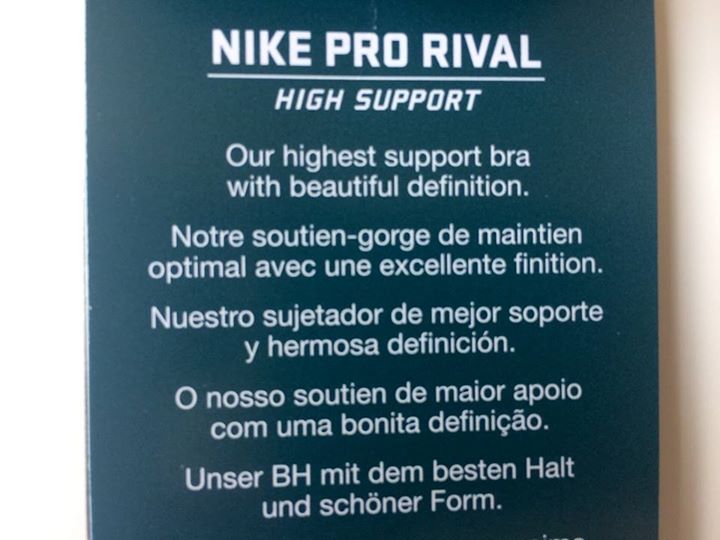 NIKE PRO RIVAL
HIGH SUPPORT
Our highest support bra
with beautiful definition.
Notre soutien-gorge de maintien
optimal avec une excellente finition.
Nuestro sujetador de mejor soporte
y hermosa definición.
O nosso soutien de maior apoio
com uma bonita definição.
Unser BH mit dem besten Halt
und schöner Form.